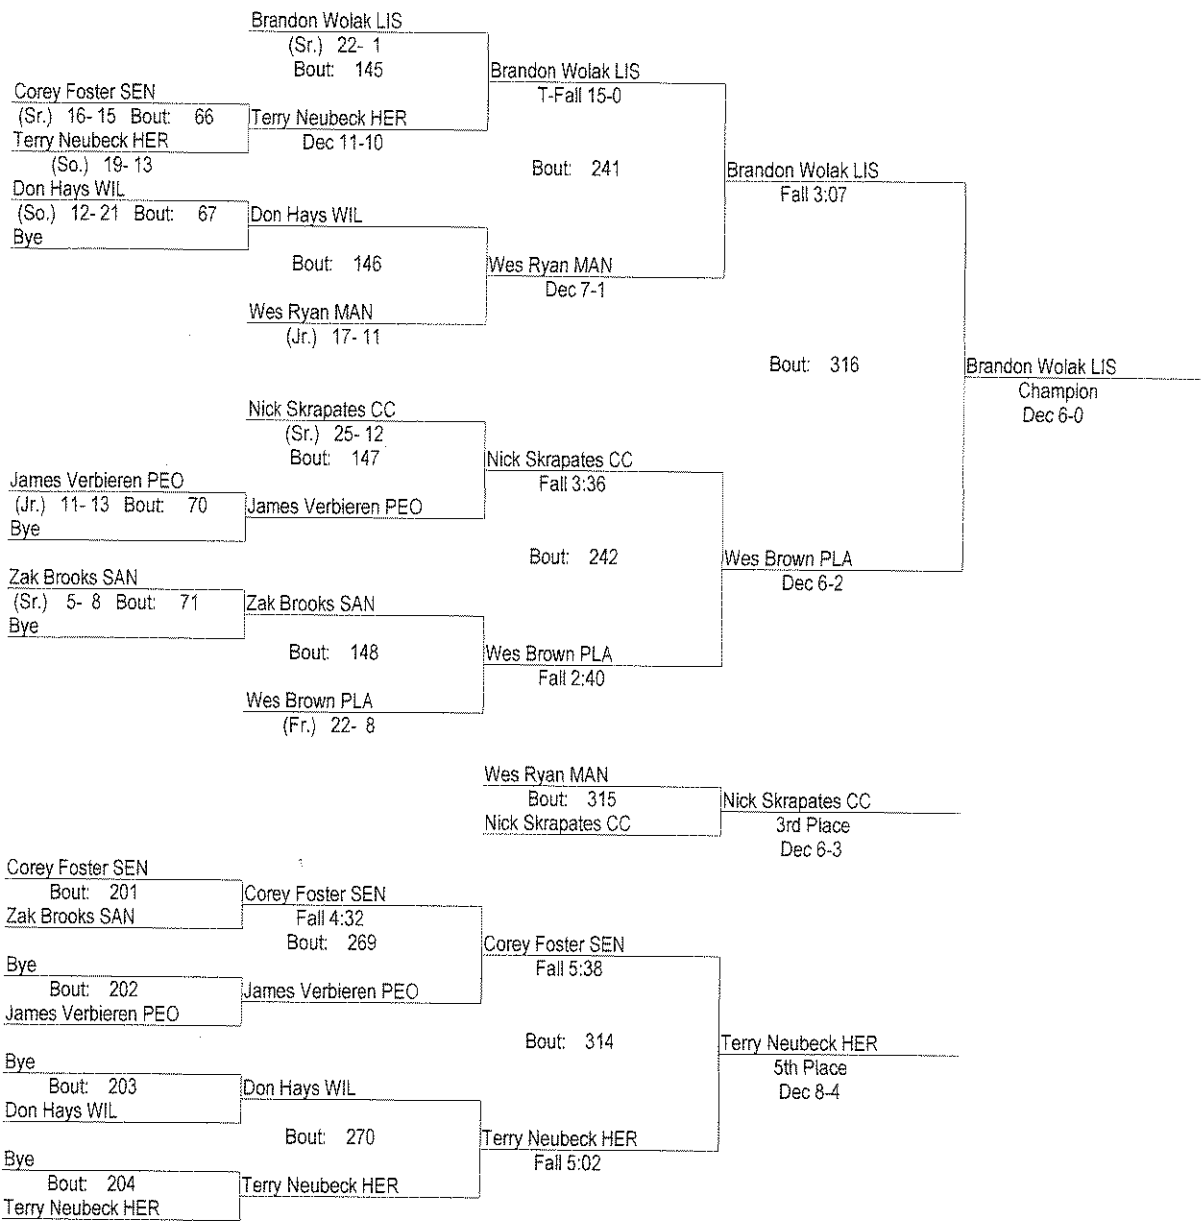 Brandon Wolak LIS
(Sr.) 22- 1
Bout: 145
Brandon Wolak LIS
T-Fall 15-0
Corey Foster SEN
(Sr.) 16- 15 Bout: 66
Terry Neubeck HER
(So.) 19- 13
Terry Neubeck HER
Dec 11-10
Bout: 241
Brandon Wolak LIS
Fall 3:07
Don Hays WIL
(So.) 12- 21 Bout: 67
Bye
Don Hays WIL
Bout: 146
Wes Ryan MAN
Dec 7-1
Wes Ryan MAN
(Jr.) 17- 11
Bout: 316
Brandon Wolak LIS
Champion
Dec 6-0
Nick Skrapates CC
(Sr.) 25- 12
Bout: 147
Nick Skrapates CC
Fall 3:36
James Verbieren PEO
(Jr.) 11- 13 Bout: 70
Bye
James Verbieren PEO
Bout: 242
Wes Brown PLA
Dec 6-2
Zak Brooks SAN
(Sr.) 5- 8 Bout: 71
Bye
Zak Brooks SAN
Bout: 148
Wes Brown PLA
Fall 2:40
Wes Brown PLA
(Fr.) 22- 8
Wes Ryan MAN
Bout: 315
Nick Skrapates CC
Nick Skrapates CC
3rd Place
Dec 6-3
Corey Foster SEN
Bout: 201
Zak Brooks SAN
Corey Foster SEN
Fall 4:32
Bout: 269
Corey Foster SEN
Fall 5:38
Bye
Bout: 202
James Verbieren PEO
James Verbieren PEO
Bout: 314
Terry Neubeck HER
5th Place
Dec 8-4
Bye
Bout: 203
Don Hays WIL
Don Hays WIL
Bout: 270
Terry Neubeck HER
Fall 5:02
Bye
Bout: 204
Terry Neubeck HER
Terry Neubeck HER